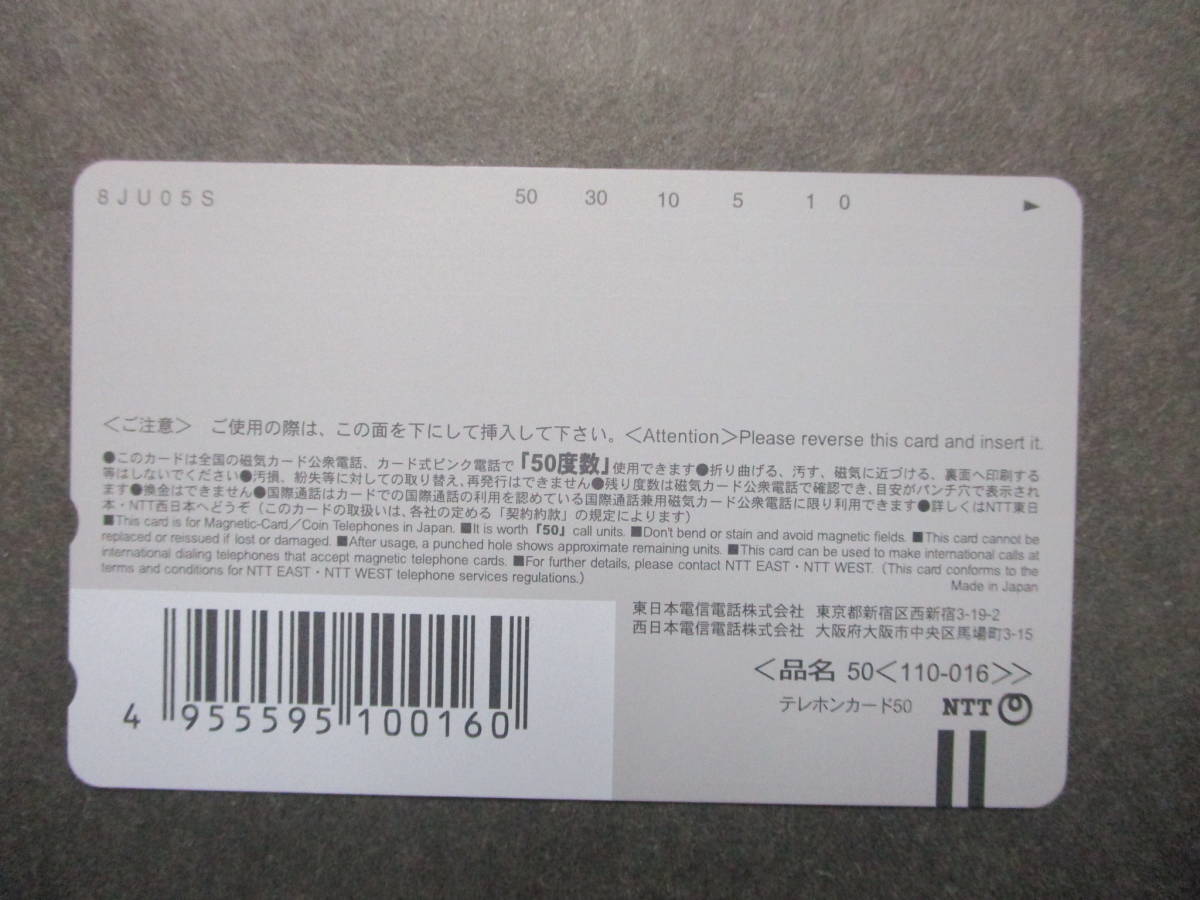 8JU05S 50 30 10 5 1 0 ▶
＜ご注意＞ ご使用の際は、この面を下にして挿入して下さい。＜Attention＞Please reverse this card and insert it.
●このカードは全国の磁気カード公衆電話、カード式ピンク電話で「50度数」使用できます●折り曲げる、汚す、磁気に近づける、裏面へ印刷する
等はしないでください●汚損、紛失等に対しての取り替え、再発行はできません●残り度数は磁気カード公衆電話で確認でき、目安がパンチ穴で表示され
ます●換金はできません●国際通話はカードでの国際通話の利用を認めている国際通話兼用磁気カード公衆電話に限り利用できます●詳しくはNTT東日
本・NTT西日本へどうぞ（このカードの取扱いは、各社の定める「契約約款」の規定によります）
■This card is for Magnetic-Card／Coin Telephones in Japan. ■It is worth「50」call units. ■Don't bend or stain and avoid magnetic fields. ■This card cannot be
replaced or reissued if lost or damaged. ■After usage, a punched hole shows approximate remaining units. ■This card can be used to make international calls at
international dialing telephones that accept magnetic telephone cards. ■For further details, please contact NTT EAST・NTT WEST.（This card conforms to the
terms and conditions for NTT EAST・NTT WEST telephone services regulations.）
Made in Japan
東日本電信電話株式会社 東京都新宿区西新宿3-19-2
西日本電信電話株式会社 大阪府大阪市中央区馬場町3-15
＜品名 50＜110-016＞＞
テレホンカード50 NTT
4 955595 100160